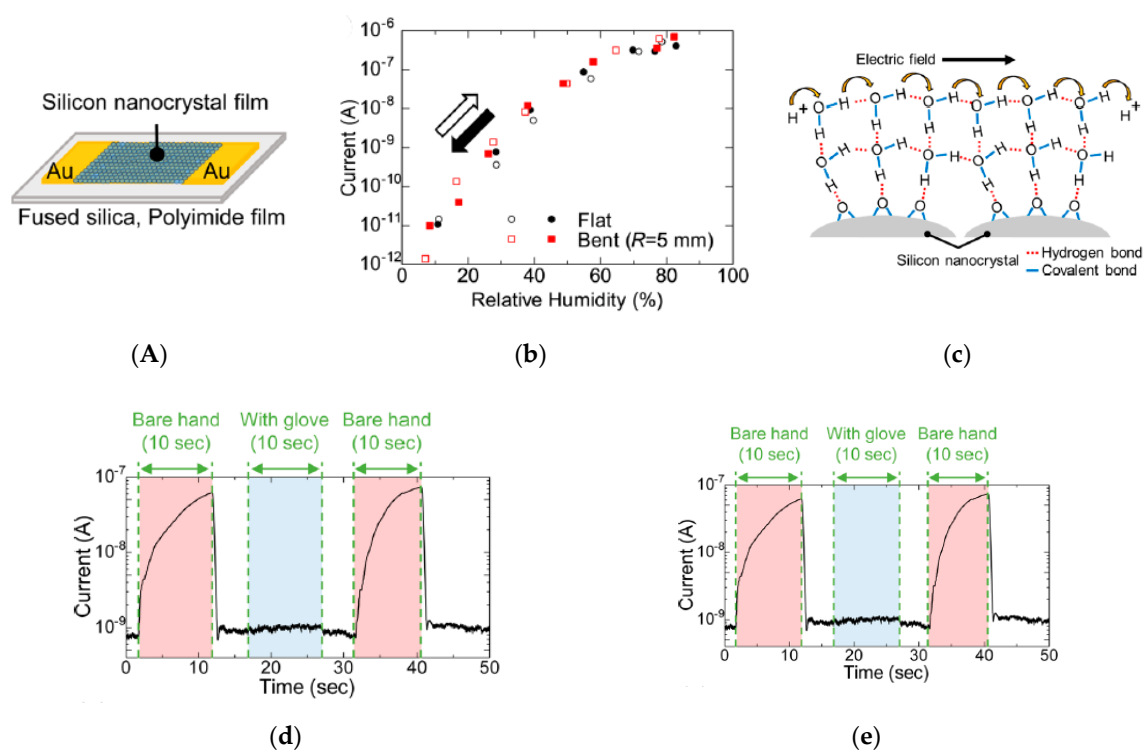 Silicon nanocrystal film
Au
Au
Fused silica, Polyimide film
(A)
Current (A)
10⁻⁶
10⁻⁷
10⁻⁸
10⁻⁹
10⁻¹⁰
10⁻¹¹
10⁻¹²
Flat
Bent (R=5 mm)
0 20 40 60 80 100
Relative Humidity (%)
(b)
Electric field
H⁺ O H O H O H O H O H O H O H H⁺
H H H H H H
O H O H O H O H O H O H
H H H H H H
O O O O O O
Silicon nanocrystal
Hydrogen bond
Covalent bond
(c)
Bare hand
(10 sec)
With glove
(10 sec)
Bare hand
(10 sec)
Current (A)
10⁻⁷
10⁻⁸
10⁻⁹
0 10 20 30 40 50
Time (sec)
(d)
Bare hand
(10 sec)
With glove
(10 sec)
Bare hand
(10 sec)
Current (A)
10⁻⁷
10⁻⁸
10⁻⁹
0 10 20 30 40 50
Time (sec)
(e)